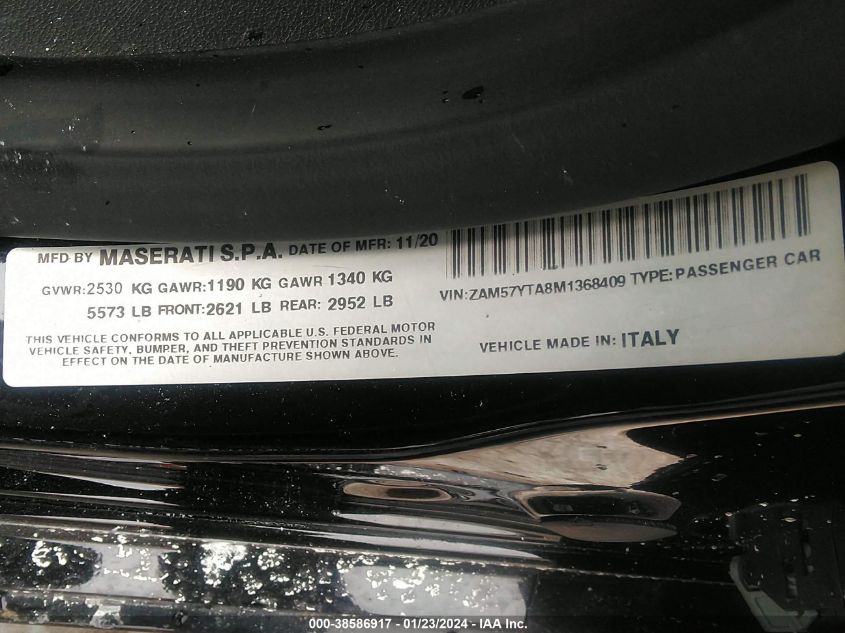 MFD BY MASERATI S.P.A. DATE OF MFR: 11/20
GVWR:2530 KG GAWR:1190 KG GAWR 1340 KG
5573 LB FRONT:2621 LB REAR: 2952 LB
THIS VEHICLE CONFORMS TO ALL APPLICABLE U.S. FEDERAL MOTOR
VEHICLE SAFETY, BUMPER, AND THEFT PREVENTION STANDARDS IN
EFFECT ON THE DATE OF MANUFACTURE SHOWN ABOVE.
VIN:ZAM57YTA8M1368409 TYPE:PASSENGER CAR
VEHICLE MADE IN: ITALY
000-38586917 - 01/23/2024 - IAA Inc.